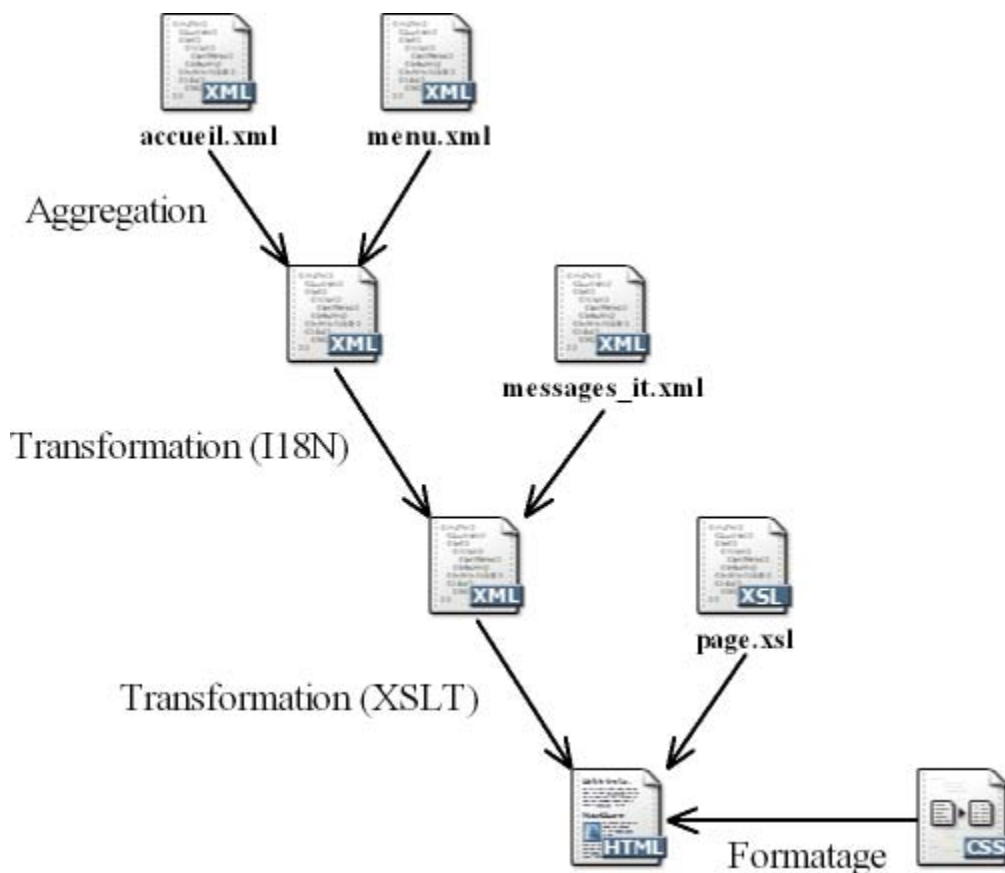 XML
XML
accueil.xml
menu.xml
Aggregation
XML
XML
messages_it.xml
Transformation (I18N)
XML
XSL
page.xsl
Transformation (XSLT)
HTML
CSS
Formatage